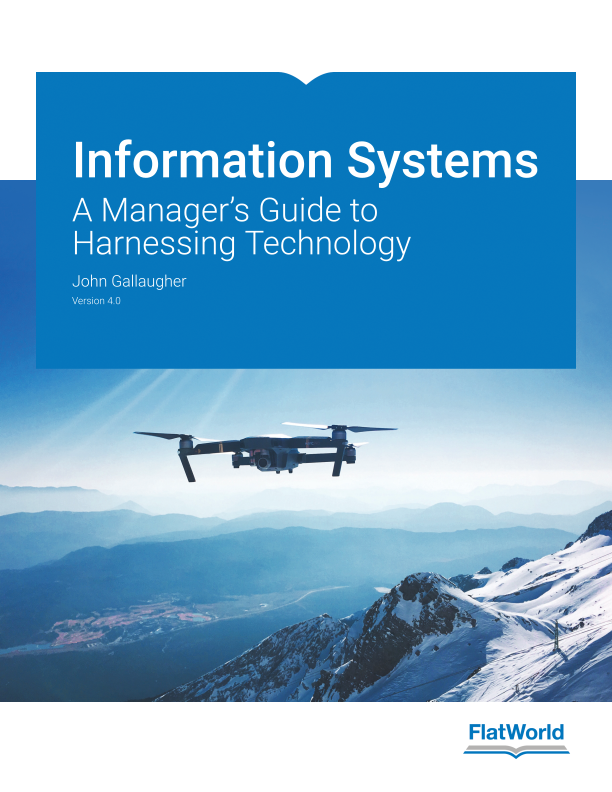 Information Systems
A Manager's Guide to
Harnessing Technology
John Gallaugher
Version 4.0
FlatWorld